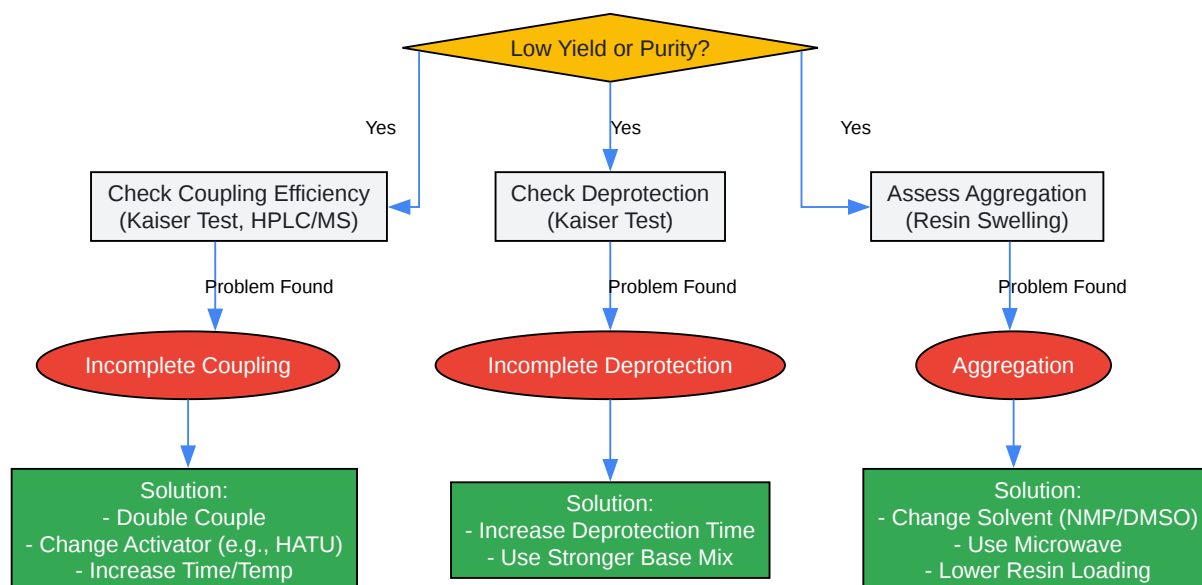 Low Yield or Purity?
Yes
Yes
Yes
Check Coupling Efficiency
(Kaiser Test, HPLC/MS)
Check Deprotection
(Kaiser Test)
Assess Aggregation
(Resin Swelling)
Problem Found
Problem Found
Problem Found
Incomplete Coupling
Incomplete Deprotection
Aggregation
Solution:
- Double Couple
- Change Activator (e.g., HATU)
- Increase Time/Temp
Solution:
- Increase Deprotection Time
- Use Stronger Base Mix
Solution:
- Change Solvent (NMP/DMSO)
- Use Microwave
- Lower Resin Loading